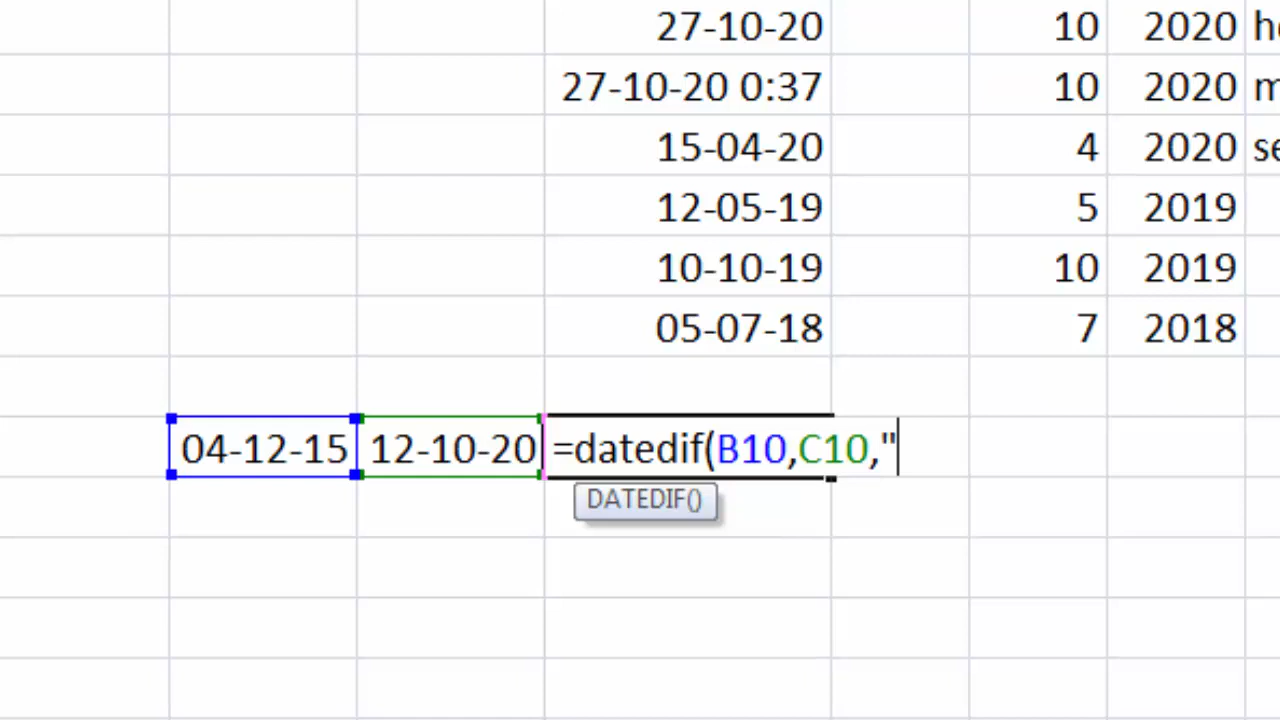 27-10-20 10 2020
27-10-20 0:37 10 2020 m
15-04-20 4 2020 se
12-05-19 5 2019
10-10-19 10 2019
05-07-18 7 2018
04-12-15 12-10-20 =datedif(B10,C10,"
DATEDIF()